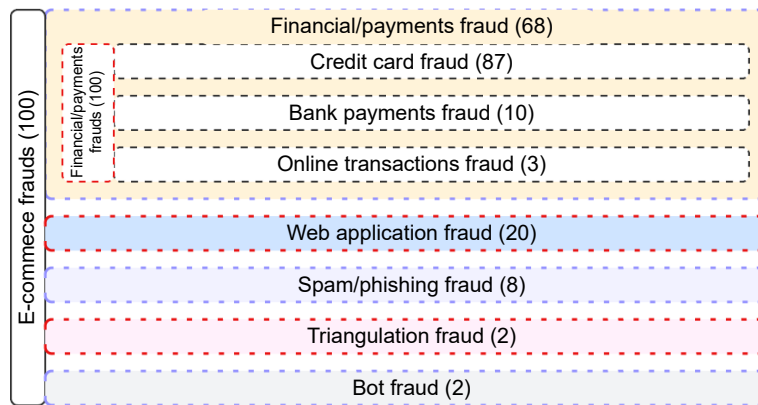 E-commece frauds (100)
Financial/payments fraud (68)
Financial/payments
frauds (100)
Credit card fraud (87)
Bank payments fraud (10)
Online transactions fraud (3)
Web application fraud (20)
Spam/phishing fraud (8)
Triangulation fraud (2)
Bot fraud (2)